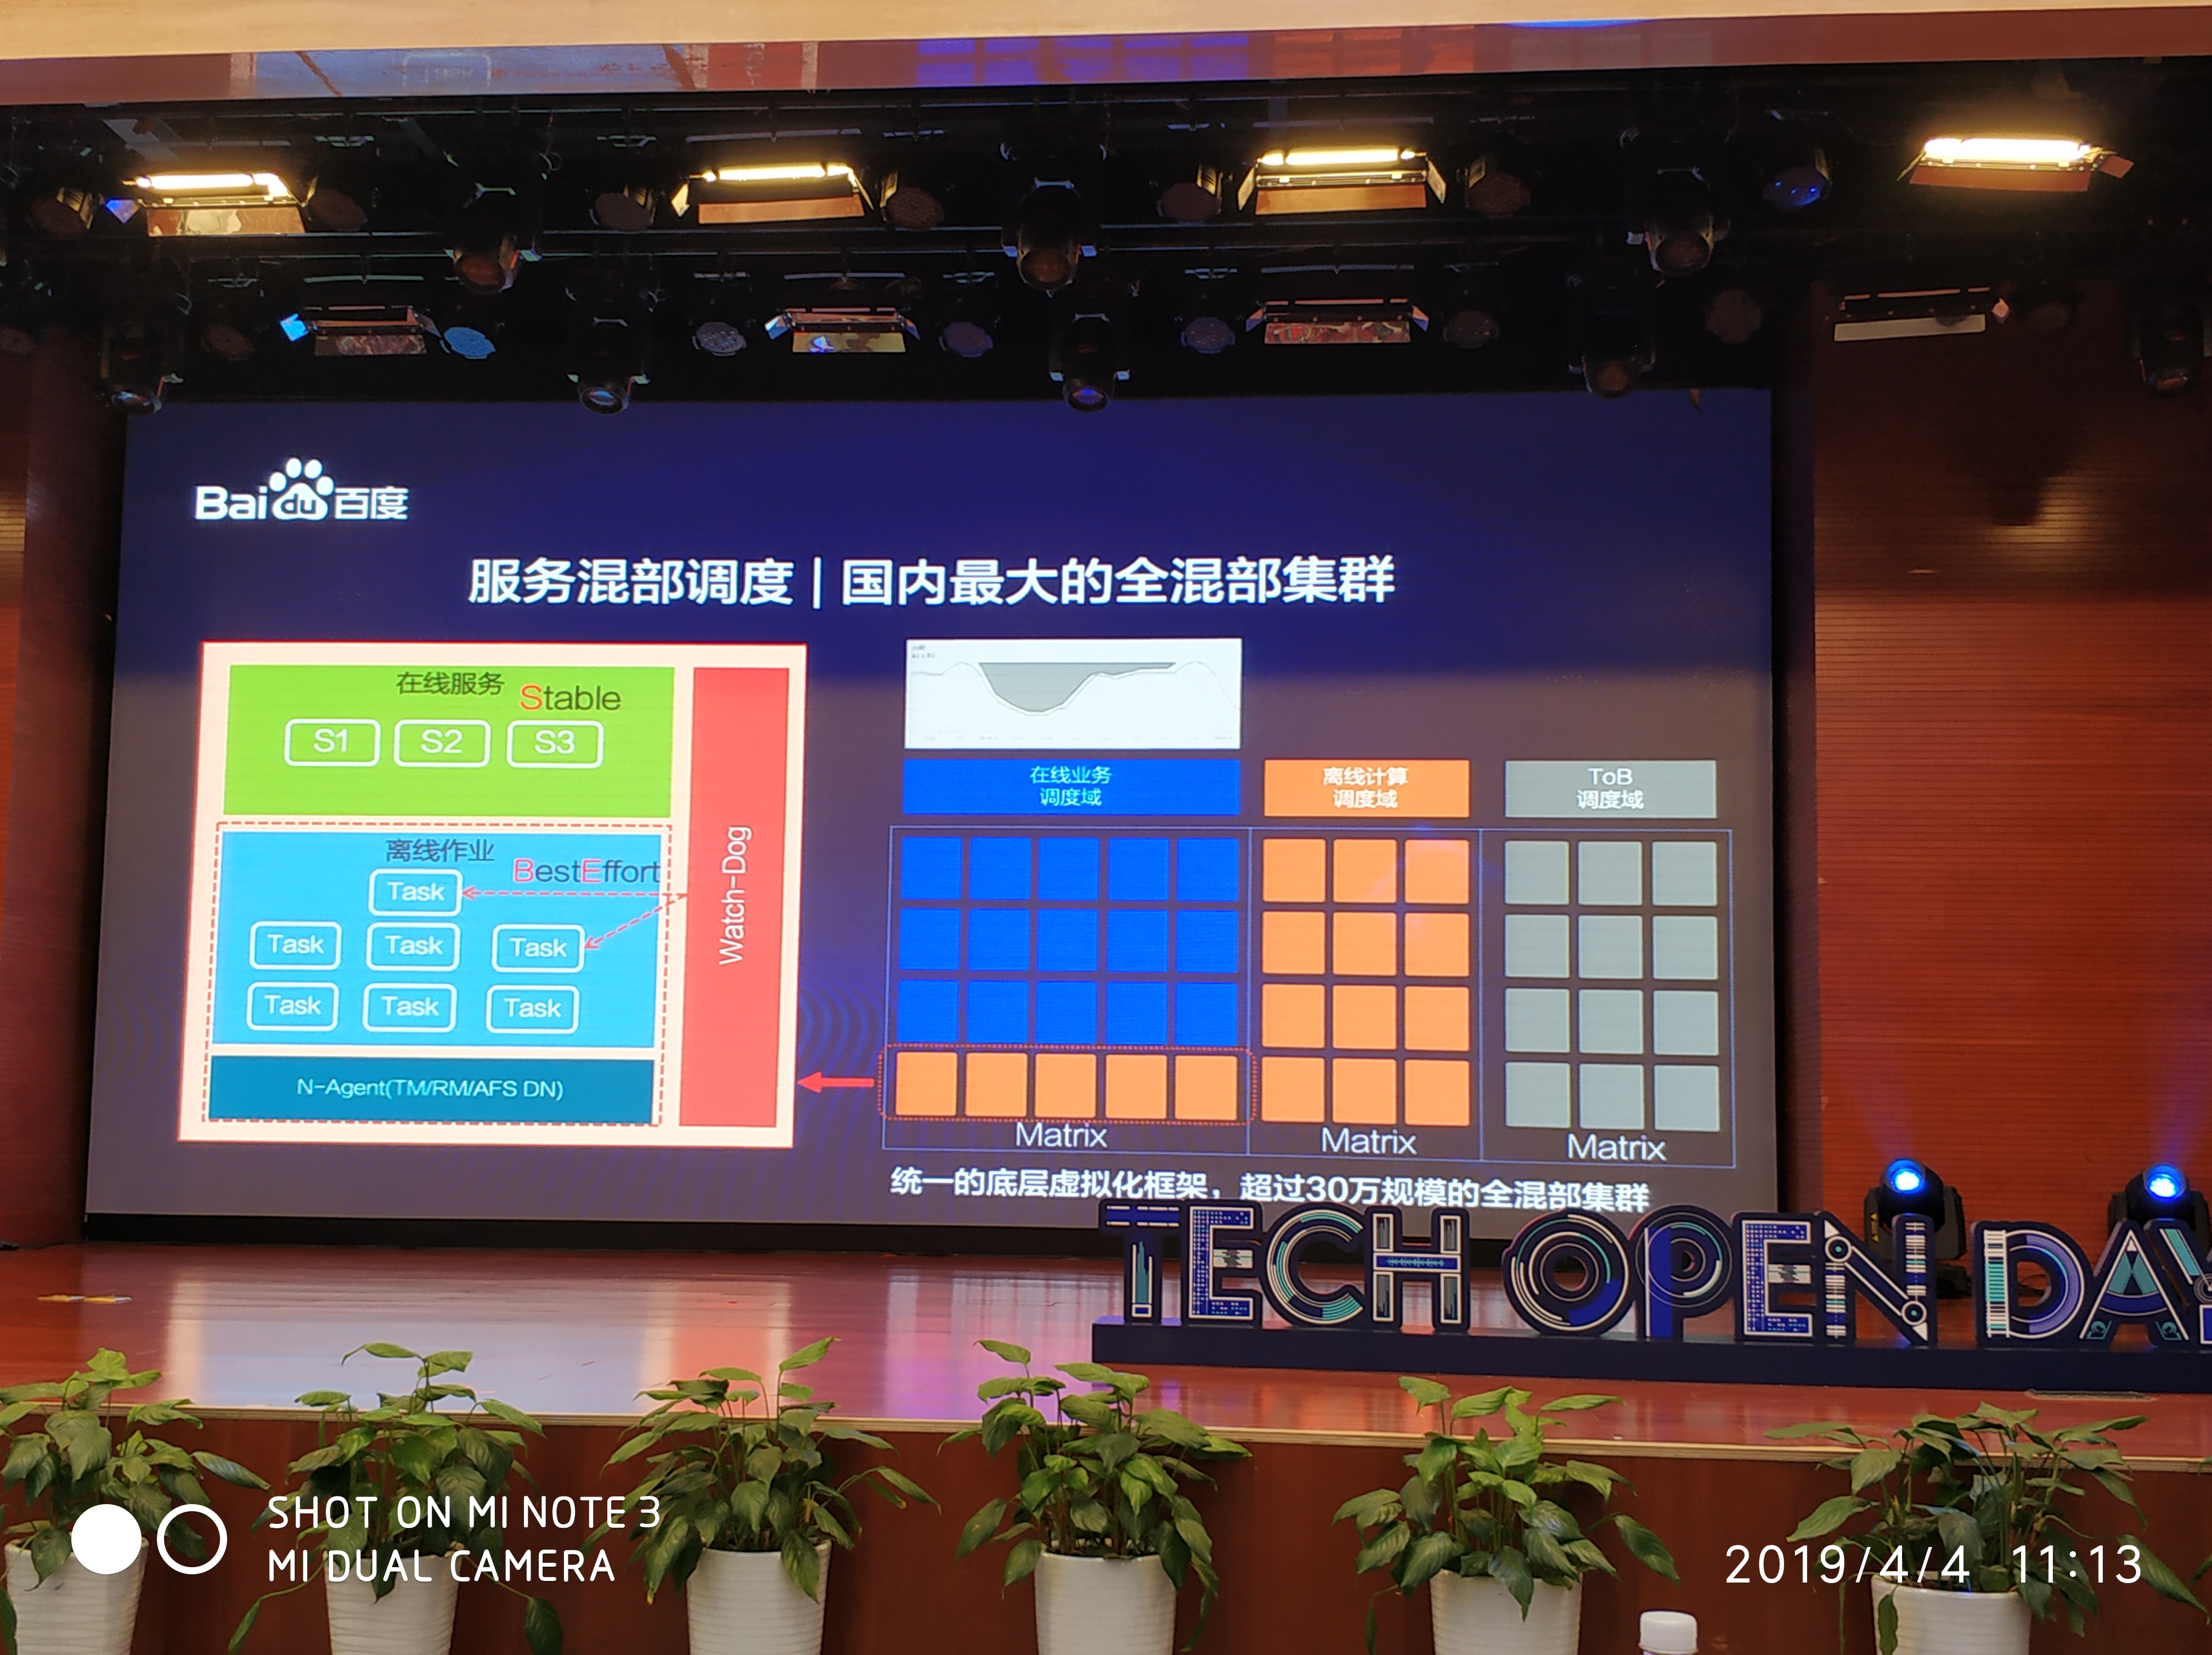 Baidu百度
服务混部调度 | 国内最大的全混部集群
在线服务
Stable
S1 S2 S3
离线作业
BestEffort
Task
Task Task Task
Task Task Task
N-Agent(TM/RM/AFS DN)
Watch-Dog
在线业务
调度域
离线计算
调度域
ToB
调度域
Matrix
Matrix
Matrix
统一的底层虚拟化框架，超过30万规模的全混部集群
TECH OPEN DAY
SHOT ON MI NOTE 3
MI DUAL CAMERA
2019/4/4 11:13